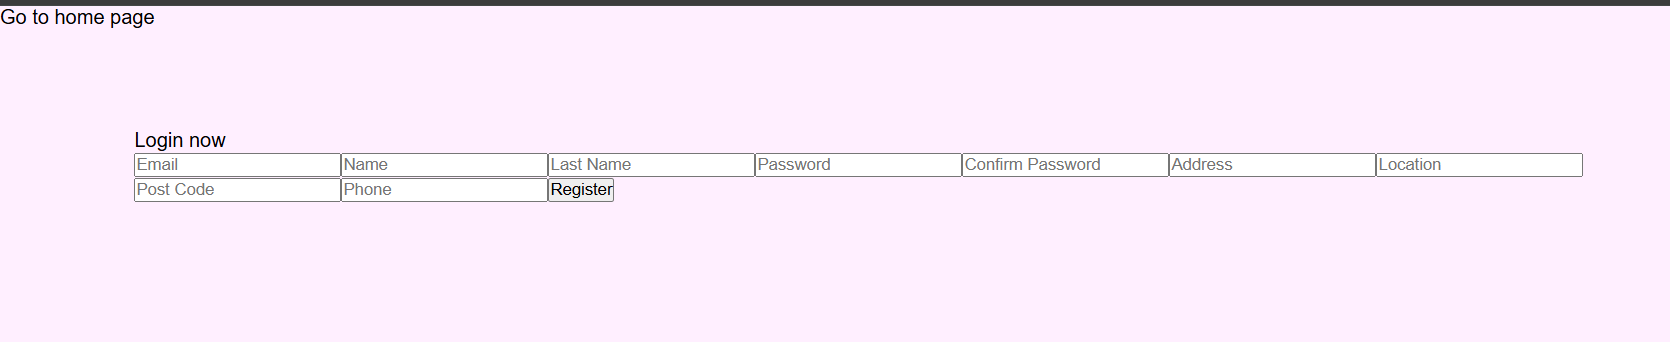 Go to home page
Login now
Email Name Last Name Password Confirm Password Address Location
Post Code Phone Register